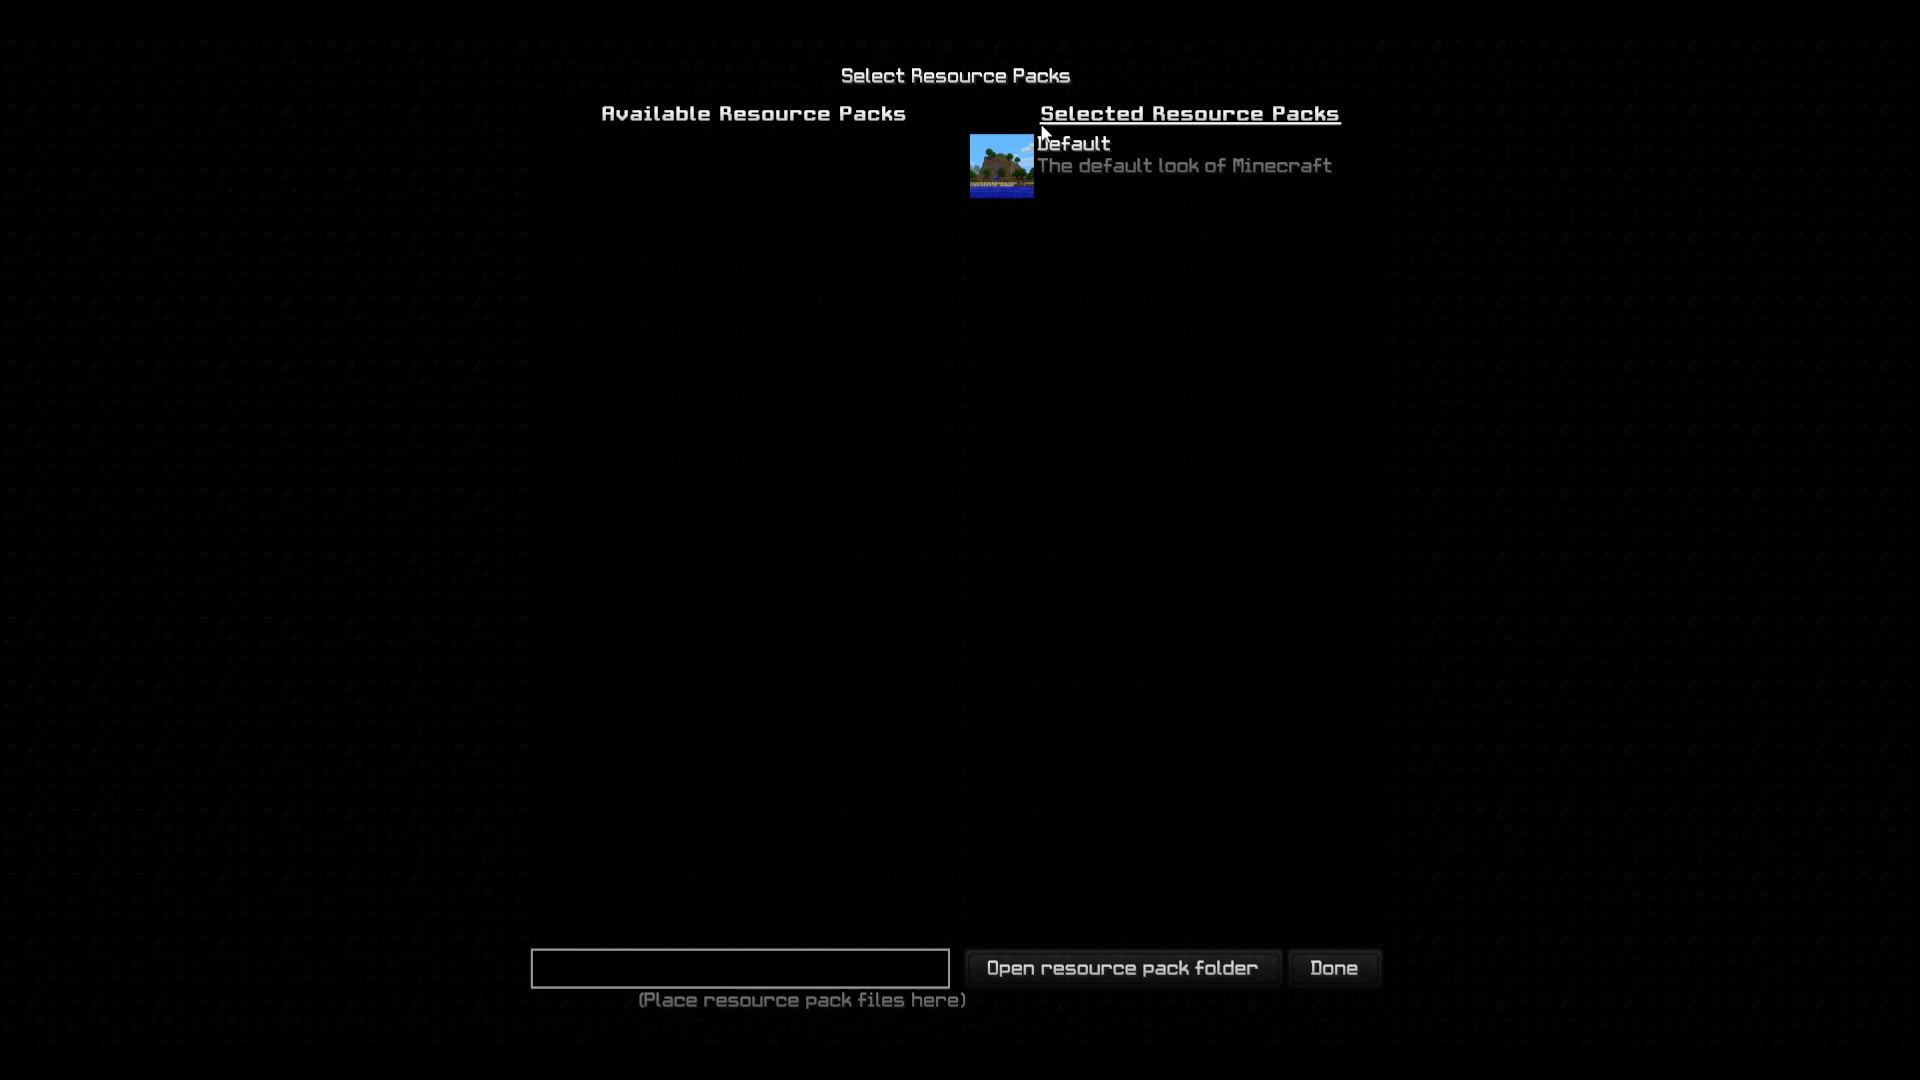 Select Resource Packs
Available Resource Packs
Selected Resource Packs
Default
The default look of Minecraft
Open resource pack folder
Done
(Place resource pack files here)